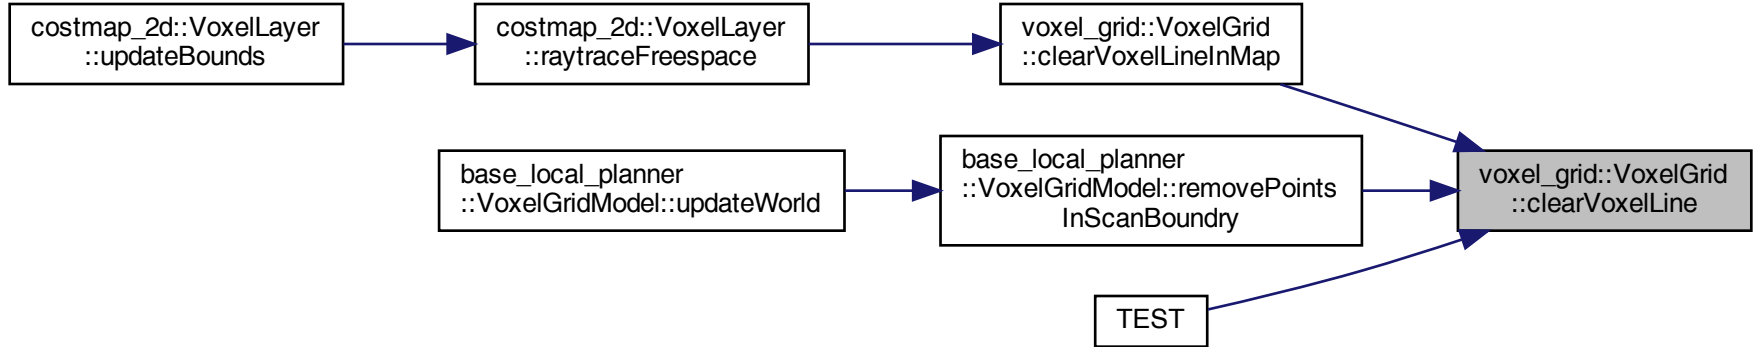 costmap_2d::VoxelLayer
::updateBounds
costmap_2d::VoxelLayer
::raytraceFreespace
voxel_grid::VoxelGrid
::clearVoxelLineInMap
base_local_planner
::VoxelGridModel::updateWorld
base_local_planner
::VoxelGridModel::removePoints
InScanBoundry
voxel_grid::VoxelGrid
::clearVoxelLine
TEST